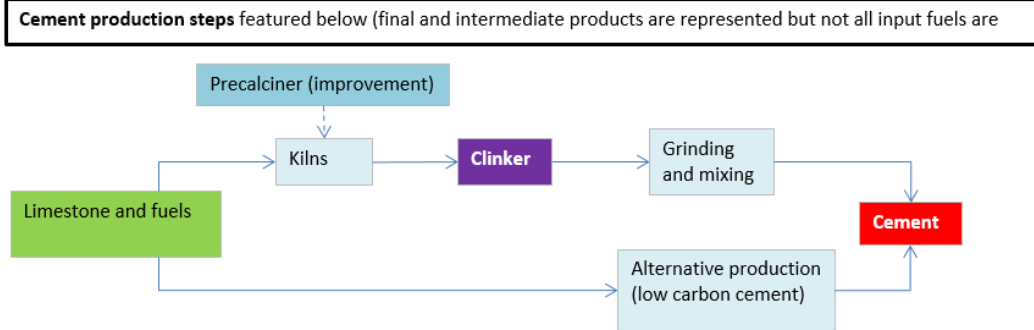 Cement production steps featured below (final and intermediate products are represented but not all input fuels are
Precalciner (improvement)
Kilns
Clinker
Grinding
and mixing
Limestone and fuels
Cement
Alternative production
(low carbon cement)